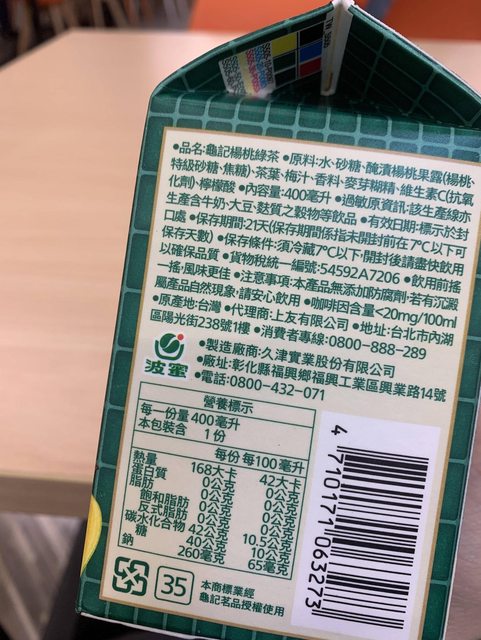 •品名:龜記楊桃綠茶 •原料:水、砂糖、醃漬楊桃果露(楊桃、
特級砂糖、焦糖)、茶葉、梅汁、香料、麥芽糊精、維生素C(抗氧
化劑)、檸檬酸 •內容量:400毫升 •過敏原資訊:該生產線亦
生產含牛奶、大豆、麩質之穀物等飲品 •有效日期:標示於封
口處 •保存期間:21天(保存期間係指未開封前在7°C以下可
保存天數) •保存條件:須冷藏7°C以下,開封後請盡快飲用
以確保品質 •貨物稅統一編號:54592A7206 •飲用前搖
一搖,風味更佳 •注意事項:本產品無添加防腐劑,若有沉澱
屬產品自然現象,請安心飲用 •咖啡因含量<20mg/100ml
•原產地:台灣 •代理商:上友有限公司 •地址:台北市內湖
區陽光街238號1樓 •消費者專線:0800-888-289
•製造廠商:久津實業股份有限公司
•廠址:彰化縣福興鄉福興工業區興業路14號
•電話:0800-432-071
波蜜
營養標示
每一份量400毫升
本包裝含 1份
每份 每100毫升
熱量 168大卡 42大卡
蛋白質 0公克 0公克
脂肪 0公克 0公克
飽和脂肪 0公克 0公克
反式脂肪 0公克 0公克
碳水化合物 42公克 10.5公克
糖 40公克 10公克
鈉 260毫克 65毫克
4 710171 063273
35
本商標業經
龜記茗品授權使用